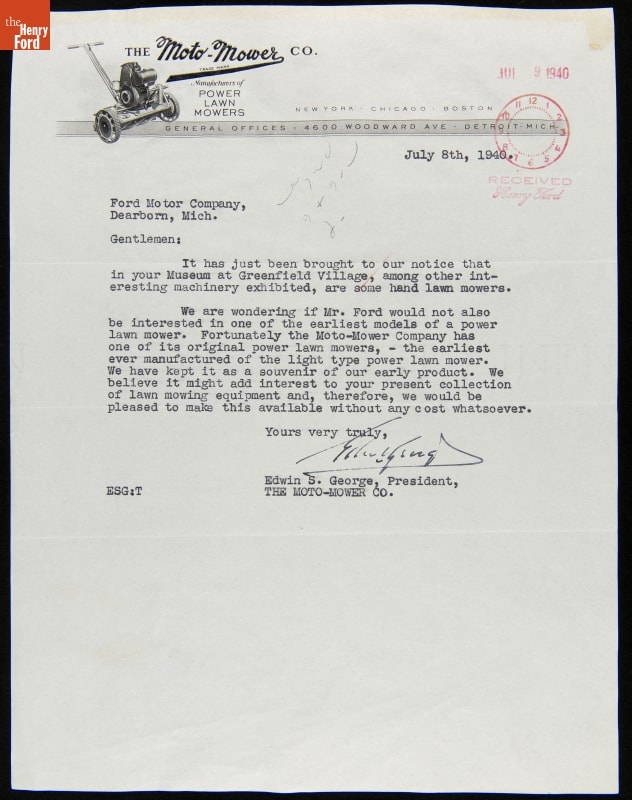 the
Henry
Ford
THE Moto-Mower CO.
TRADE MARK
Manufacturers of
POWER
LAWN
MOWERS
NEW YORK · CHICAGO · BOSTON
GENERAL OFFICES · 4600 WOODWARD AVE · DETROIT · MICH.
JUL 9 1940
RECEIVED
Henry Ford
July 8th, 1940.
Ford Motor Company,
Dearborn, Mich.
Gentlemen:
It has just been brought to our notice that
in your Museum at Greenfield Village, among other int-
eresting machinery exhibited, are some hand lawn mowers.
We are wondering if Mr. Ford would not also
be interested in one of the earliest models of a power
lawn mower. Fortunately the Moto-Mower Company has
one of its original power lawn mowers, - the earliest
ever manufactured of the light type power lawn mower.
We have kept it as a souvenir of our early product. We
believe it might add interest to your present collection
of lawn mowing equipment and, therefore, we would be
pleased to make this available without any cost whatsoever.
Yours very truly,
Edwin S. George, President,
ESG:T THE MOTO-MOWER CO.